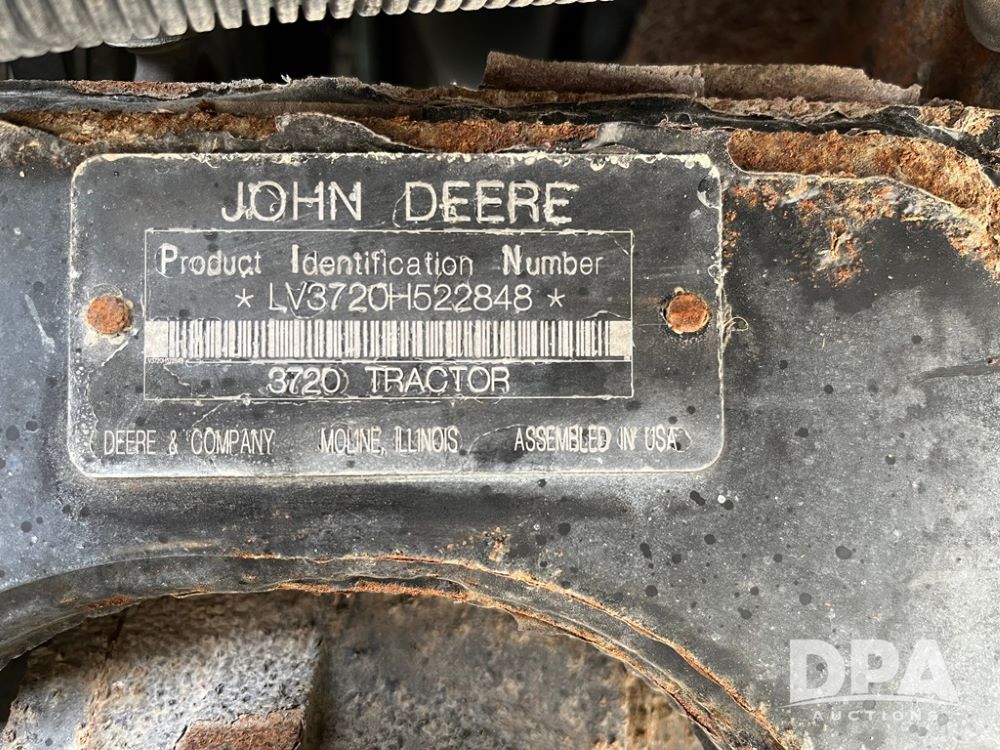 JOHN DEERE
Product Identification Number
* LV3720H522848 *
3720 TRACTOR
DEERE & COMPANY MOLINE, ILLINOIS ASSEMBLED IN USA
DPA
AUCTIONS